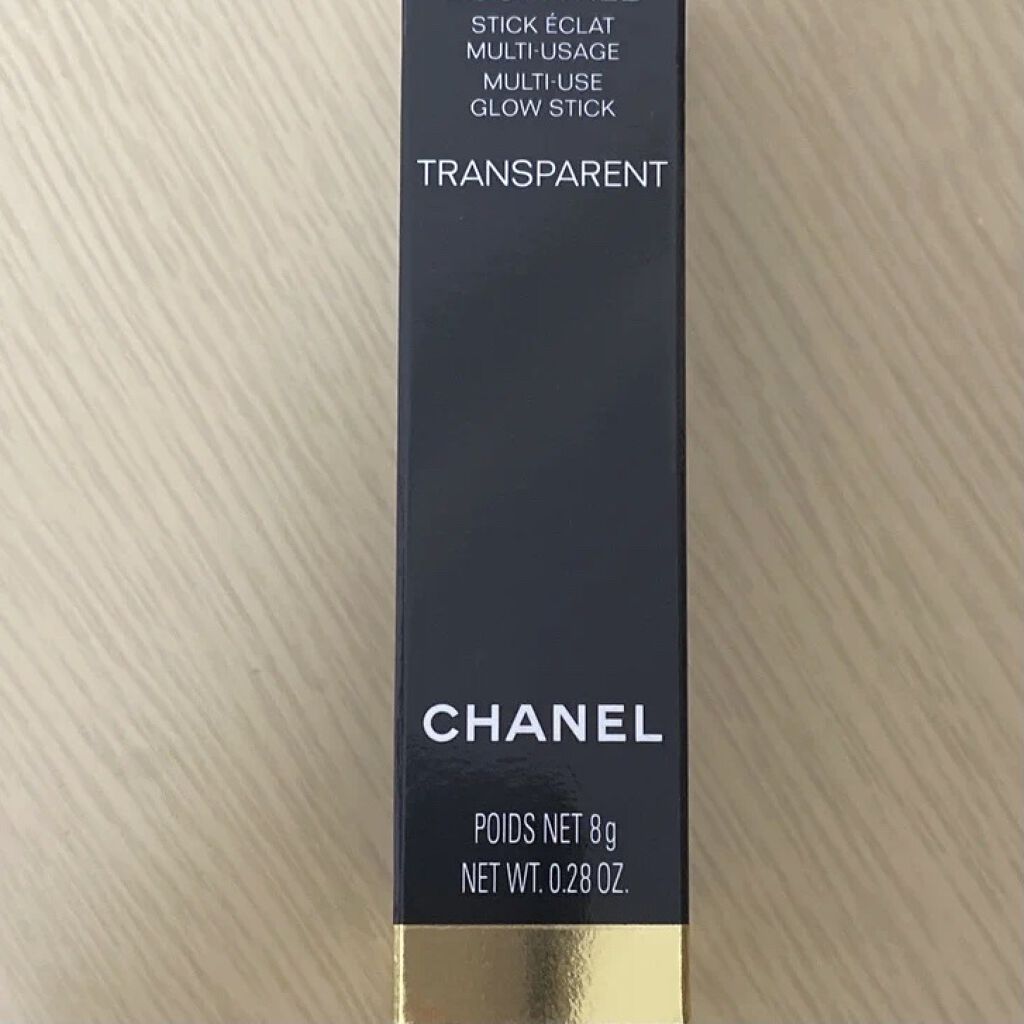 STICK ÉCLAT
MULTI-USAGE
MULTI-USE
GLOW STICK
TRANSPARENT
CHANEL
POIDS NET 8g
NET WT. 0.28 OZ.